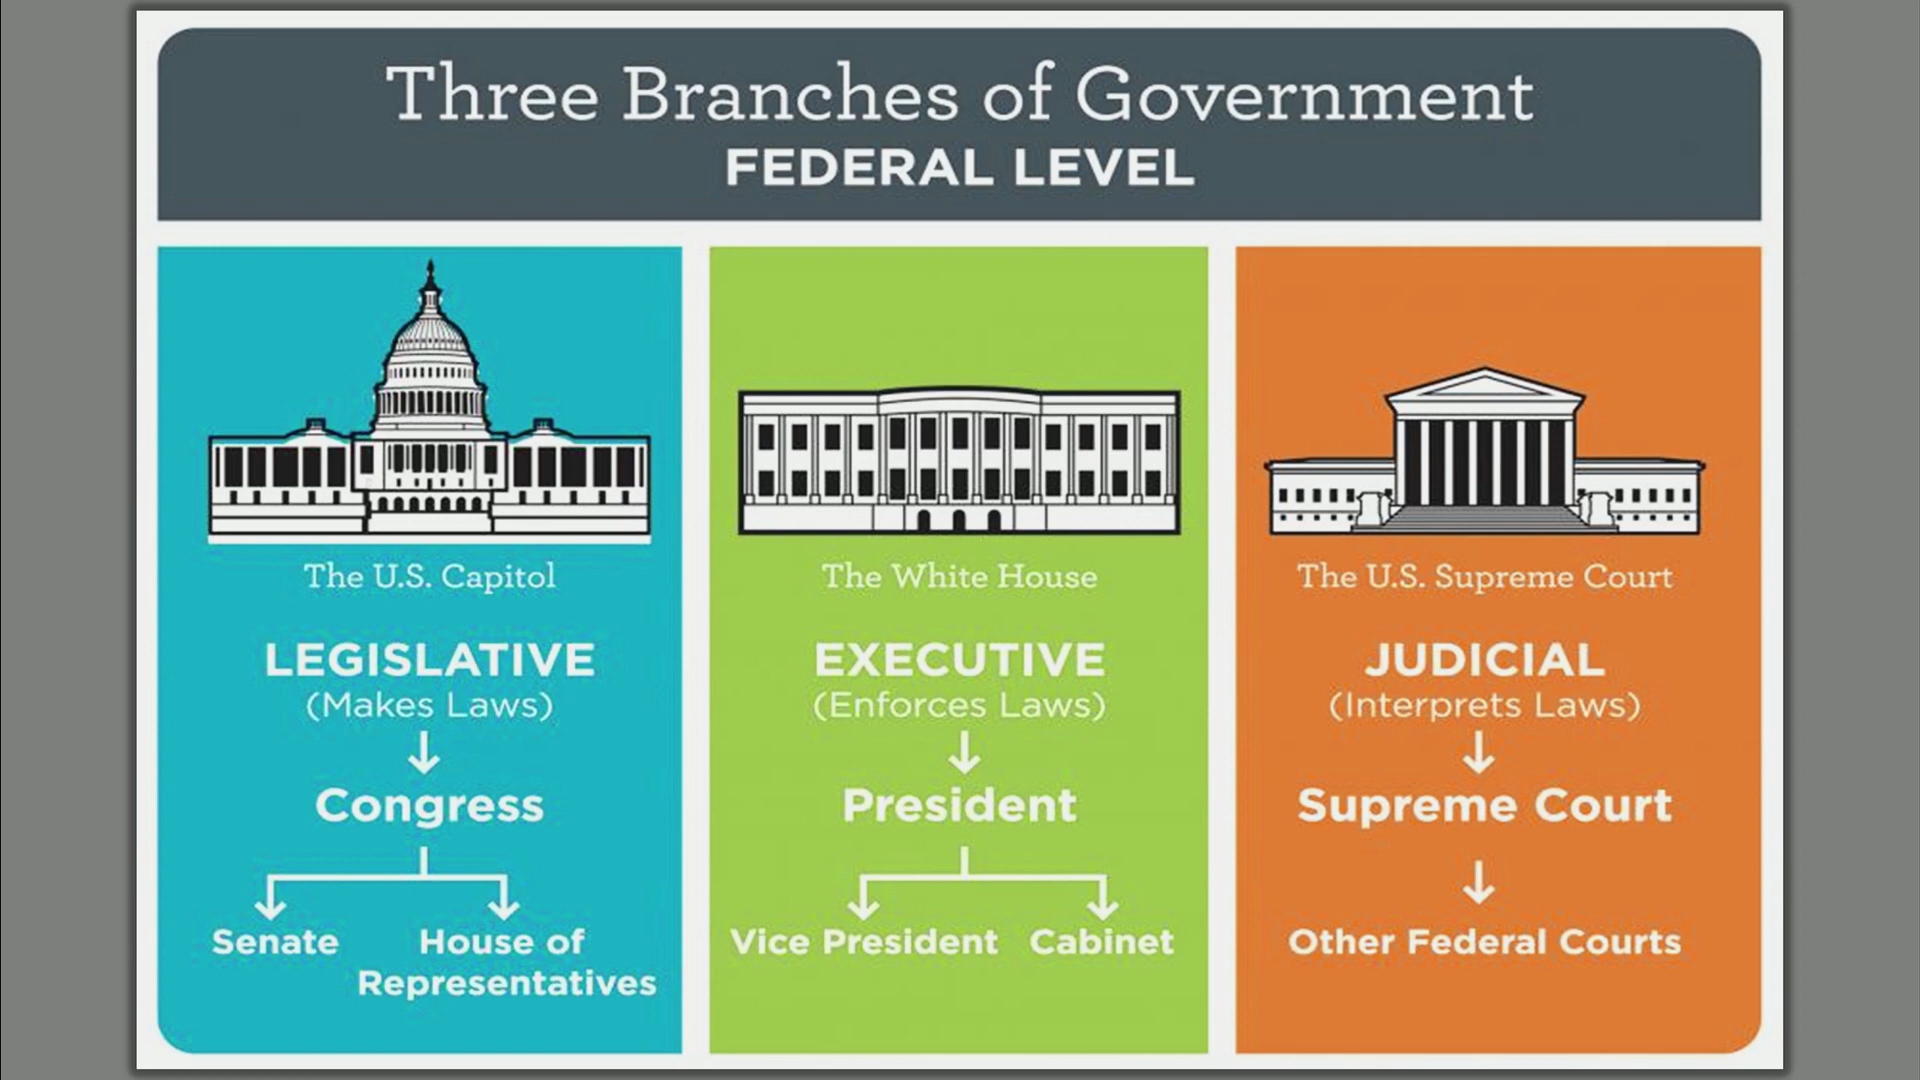 Three Branches of Government
FEDERAL LEVEL
The U.S. Capitol
LEGISLATIVE
(Makes Laws)
Congress
Senate
House of
Representatives
The White House
EXECUTIVE
(Enforces Laws)
President
Vice President
Cabinet
The U.S. Supreme Court
JUDICIAL
(Interprets Laws)
Supreme Court
Other Federal Courts